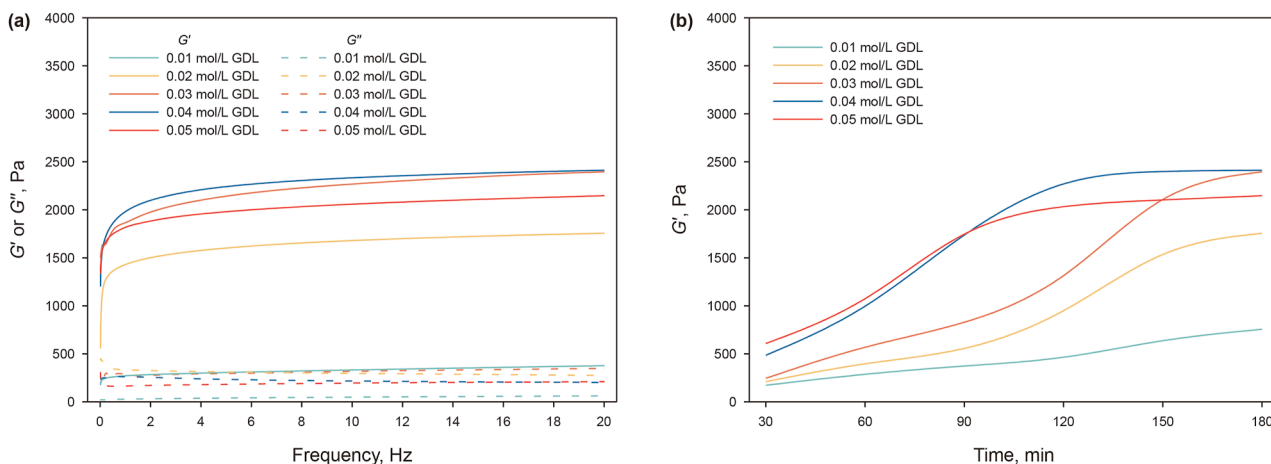 (a)
4000
3500
3000
2500
2000
1500
1000
500
0
G' or G", Pa
G' G"
0.01 mol/L GDL 0.01 mol/L GDL
0.02 mol/L GDL 0.02 mol/L GDL
0.03 mol/L GDL 0.03 mol/L GDL
0.04 mol/L GDL 0.04 mol/L GDL
0.05 mol/L GDL 0.05 mol/L GDL
0 2 4 6 8 10 12 14 16 18 20
Frequency, Hz
(b)
4000
3500
3000
2500
2000
1500
1000
500
0
G', Pa
0.01 mol/L GDL
0.02 mol/L GDL
0.03 mol/L GDL
0.04 mol/L GDL
0.05 mol/L GDL
30 60 90 120 150 180
Time, min